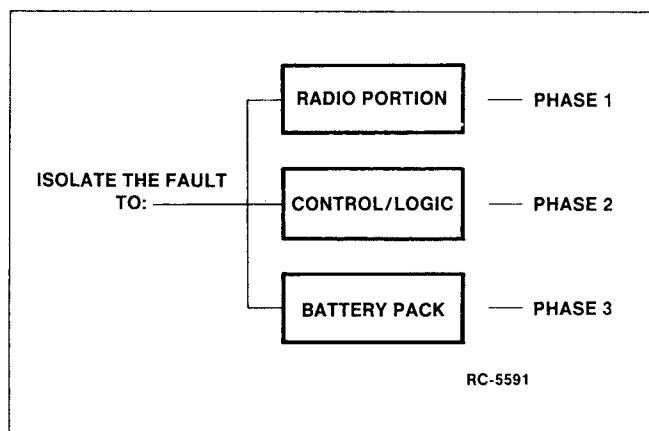 RADIO PORTION — PHASE 1
ISOLATE THE FAULT
TO: CONTROL/LOGIC — PHASE 2
BATTERY PACK — PHASE 3
RC-5591